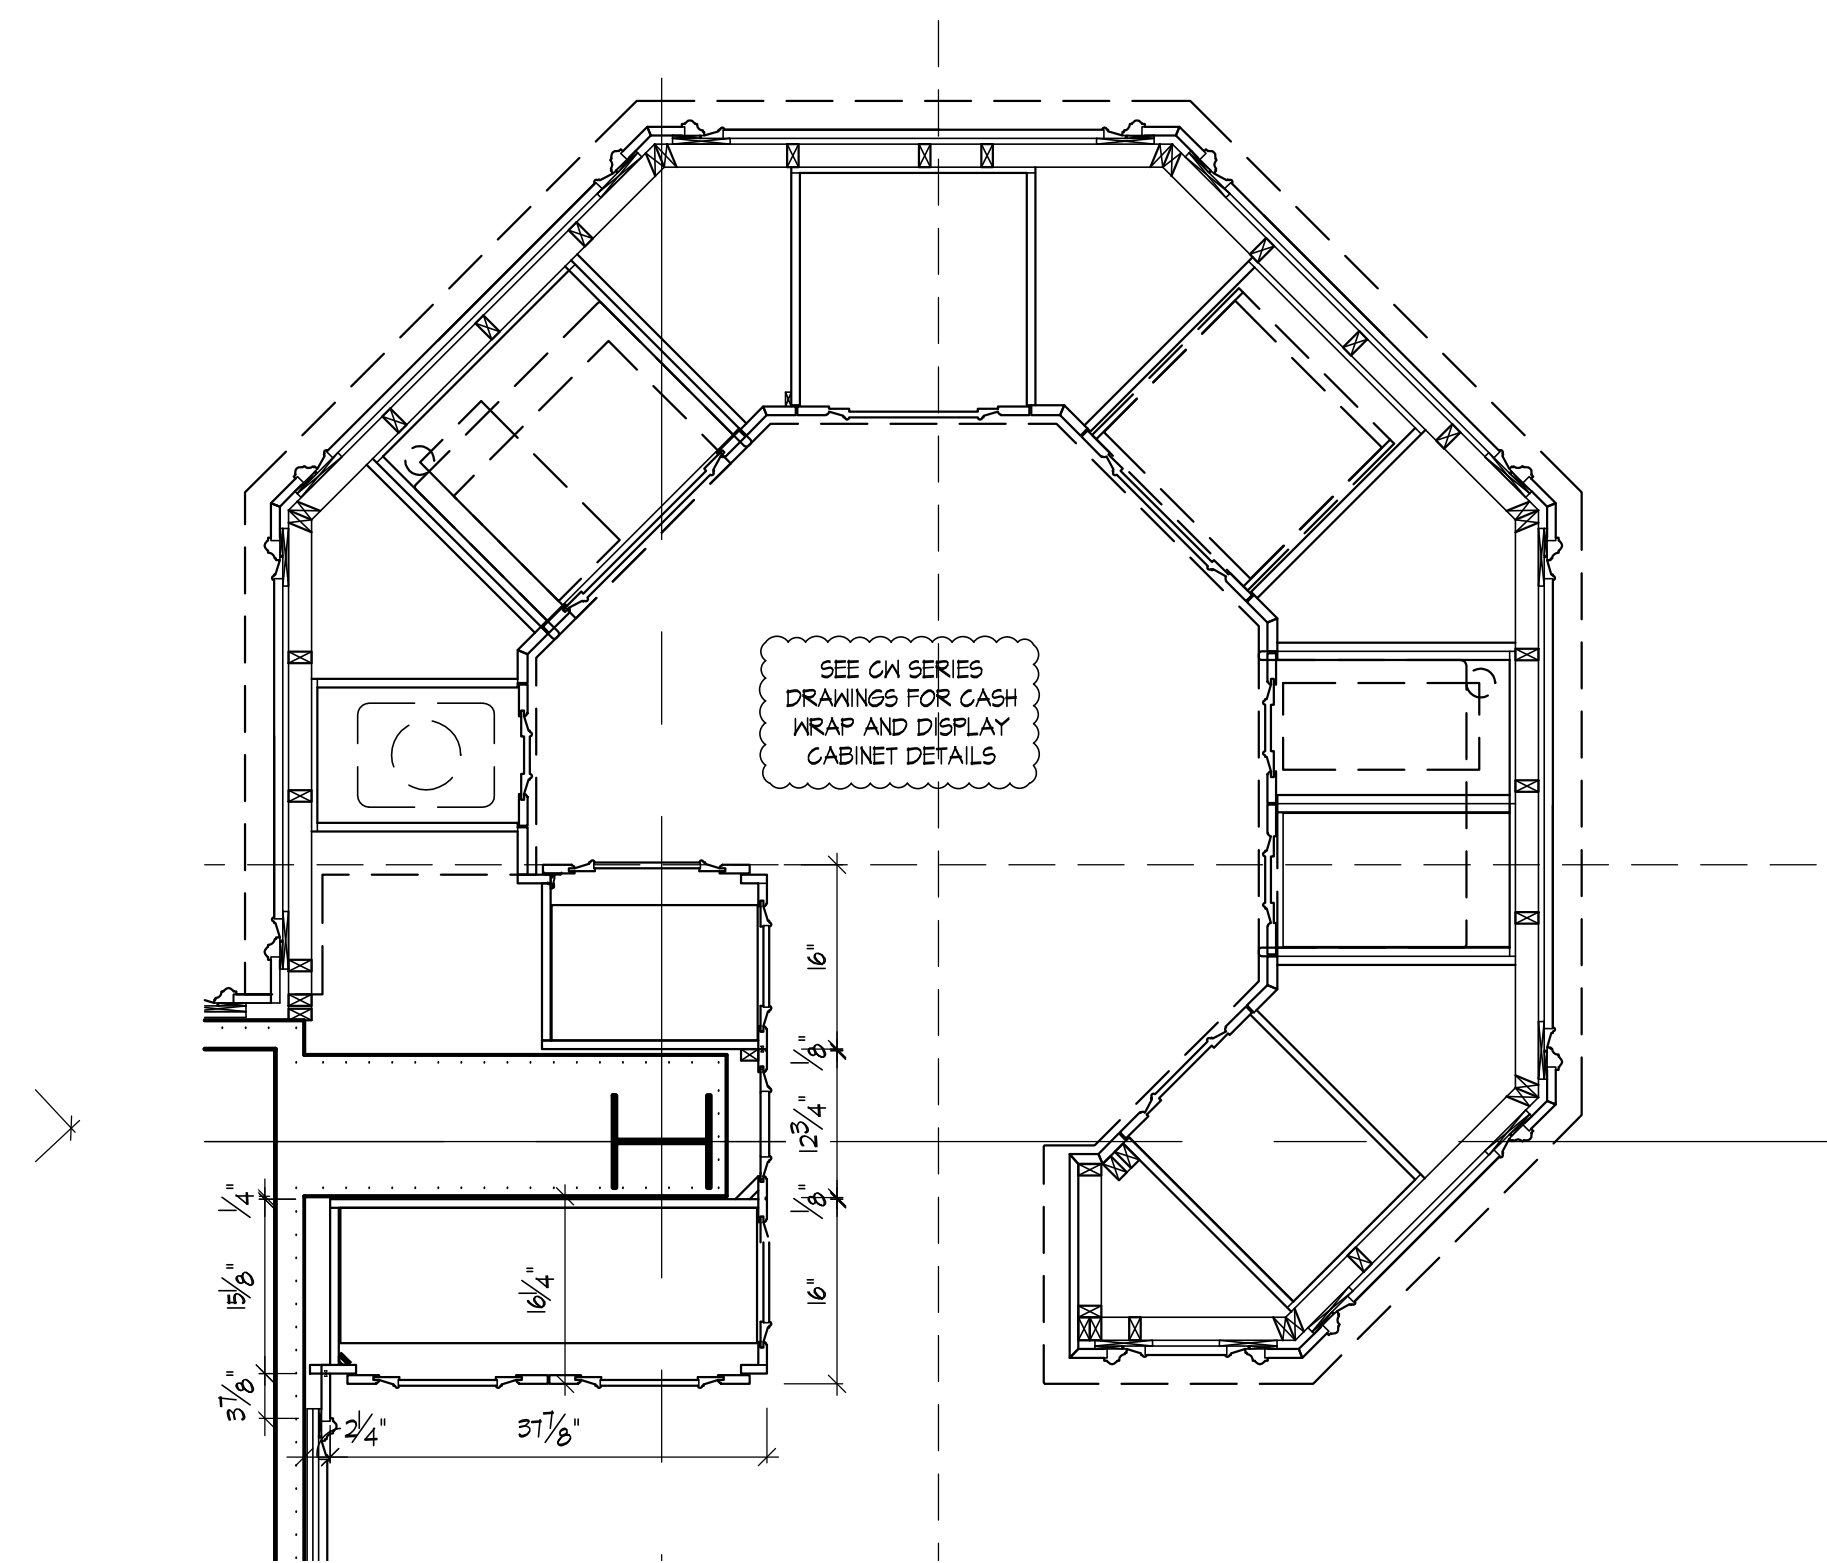 SEE CW SERIES
DRAWINGS FOR CASH
WRAP AND DISPLAY
CABINET DETAILS
16"
1/8"
12 3/4"
1/8"
16"
1/4"
15 1/8"
3 7/8"
16 1/4"
2 1/4"
37 7/8"